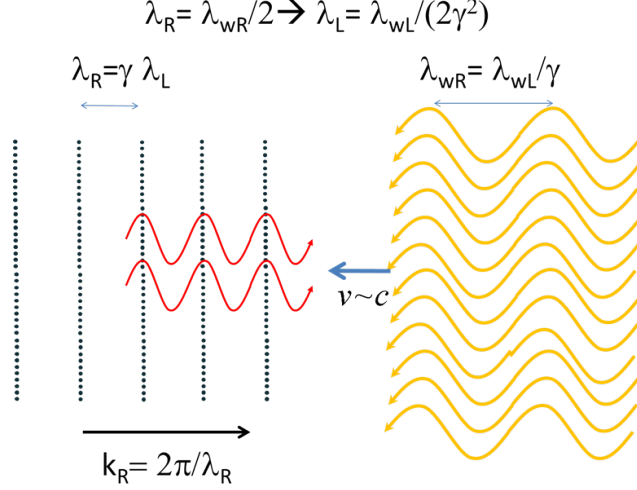 λR = λwR/2→ λL = λwL/(2γ²)
λR=γ λL
λwR= λwL/γ
v~c
kR= 2π/λR